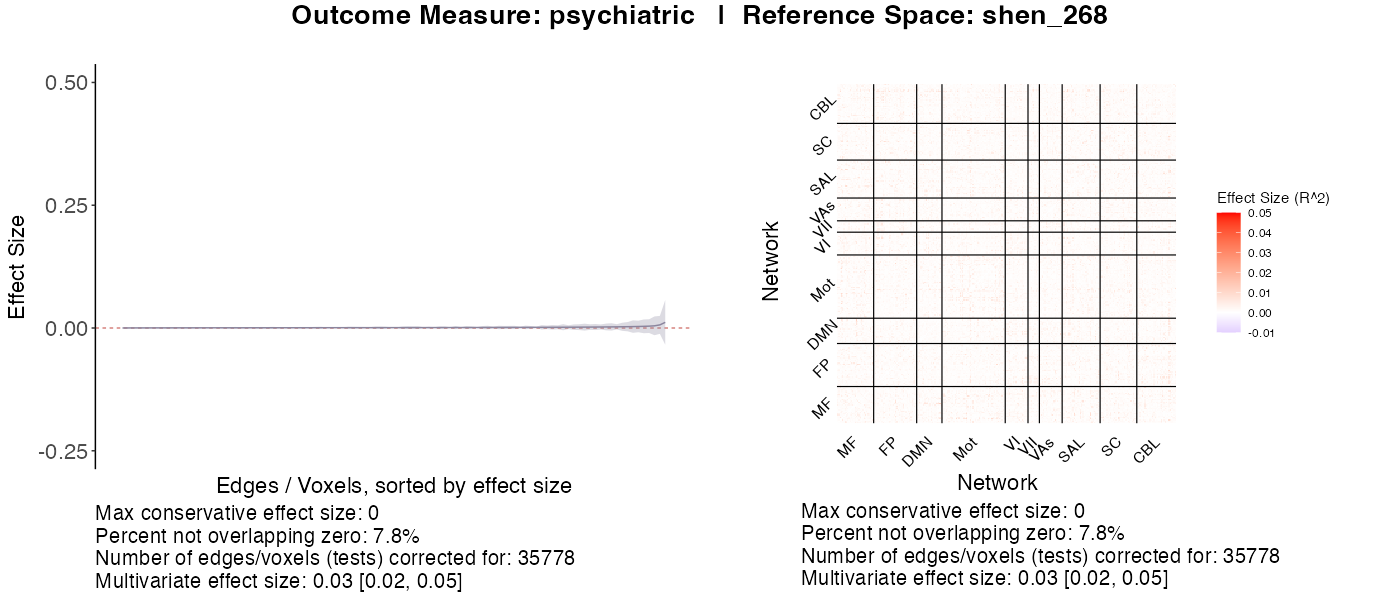 Outcome Measure: psychiatric | Reference Space: shen_268
Effect Size
0.50
0.25
0.00
-0.25
Edges / Voxels, sorted by effect size
Max conservative effect size: 0
Percent not overlapping zero: 7.8%
Number of edges/voxels (tests) corrected for: 35778
Multivariate effect size: 0.03 [0.02, 0.05]
Network
CBL
SC
SAL
VAs
VII
VI
Mot
DMN
FP
MF
MF
FP
DMN
Mot
VI
VII
VAs
SAL
SC
CBL
Network
Effect Size (R^2)
0.05
0.04
0.03
0.02
0.01
0.00
-0.01
Max conservative effect size: 0
Percent not overlapping zero: 7.8%
Number of edges/voxels (tests) corrected for: 35778
Multivariate effect size: 0.03 [0.02, 0.05]